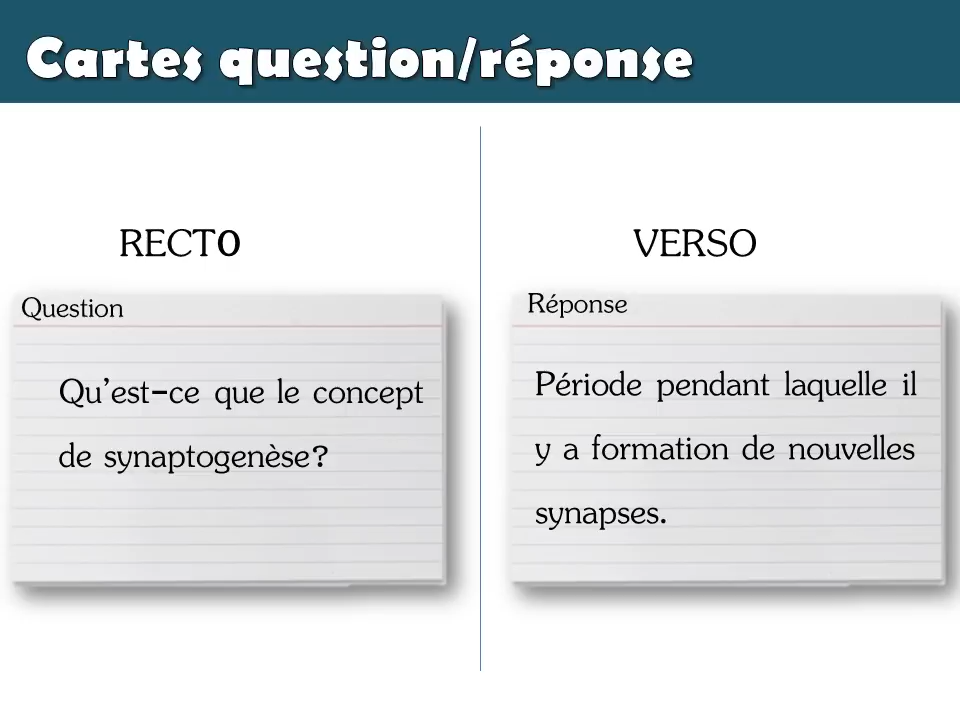 Cartes question/réponse
RECTO
Question
Qu’est-ce que le concept
de synaptogenèse?
VERSO
Réponse
Période pendant laquelle il
y a formation de nouvelles
synapses.